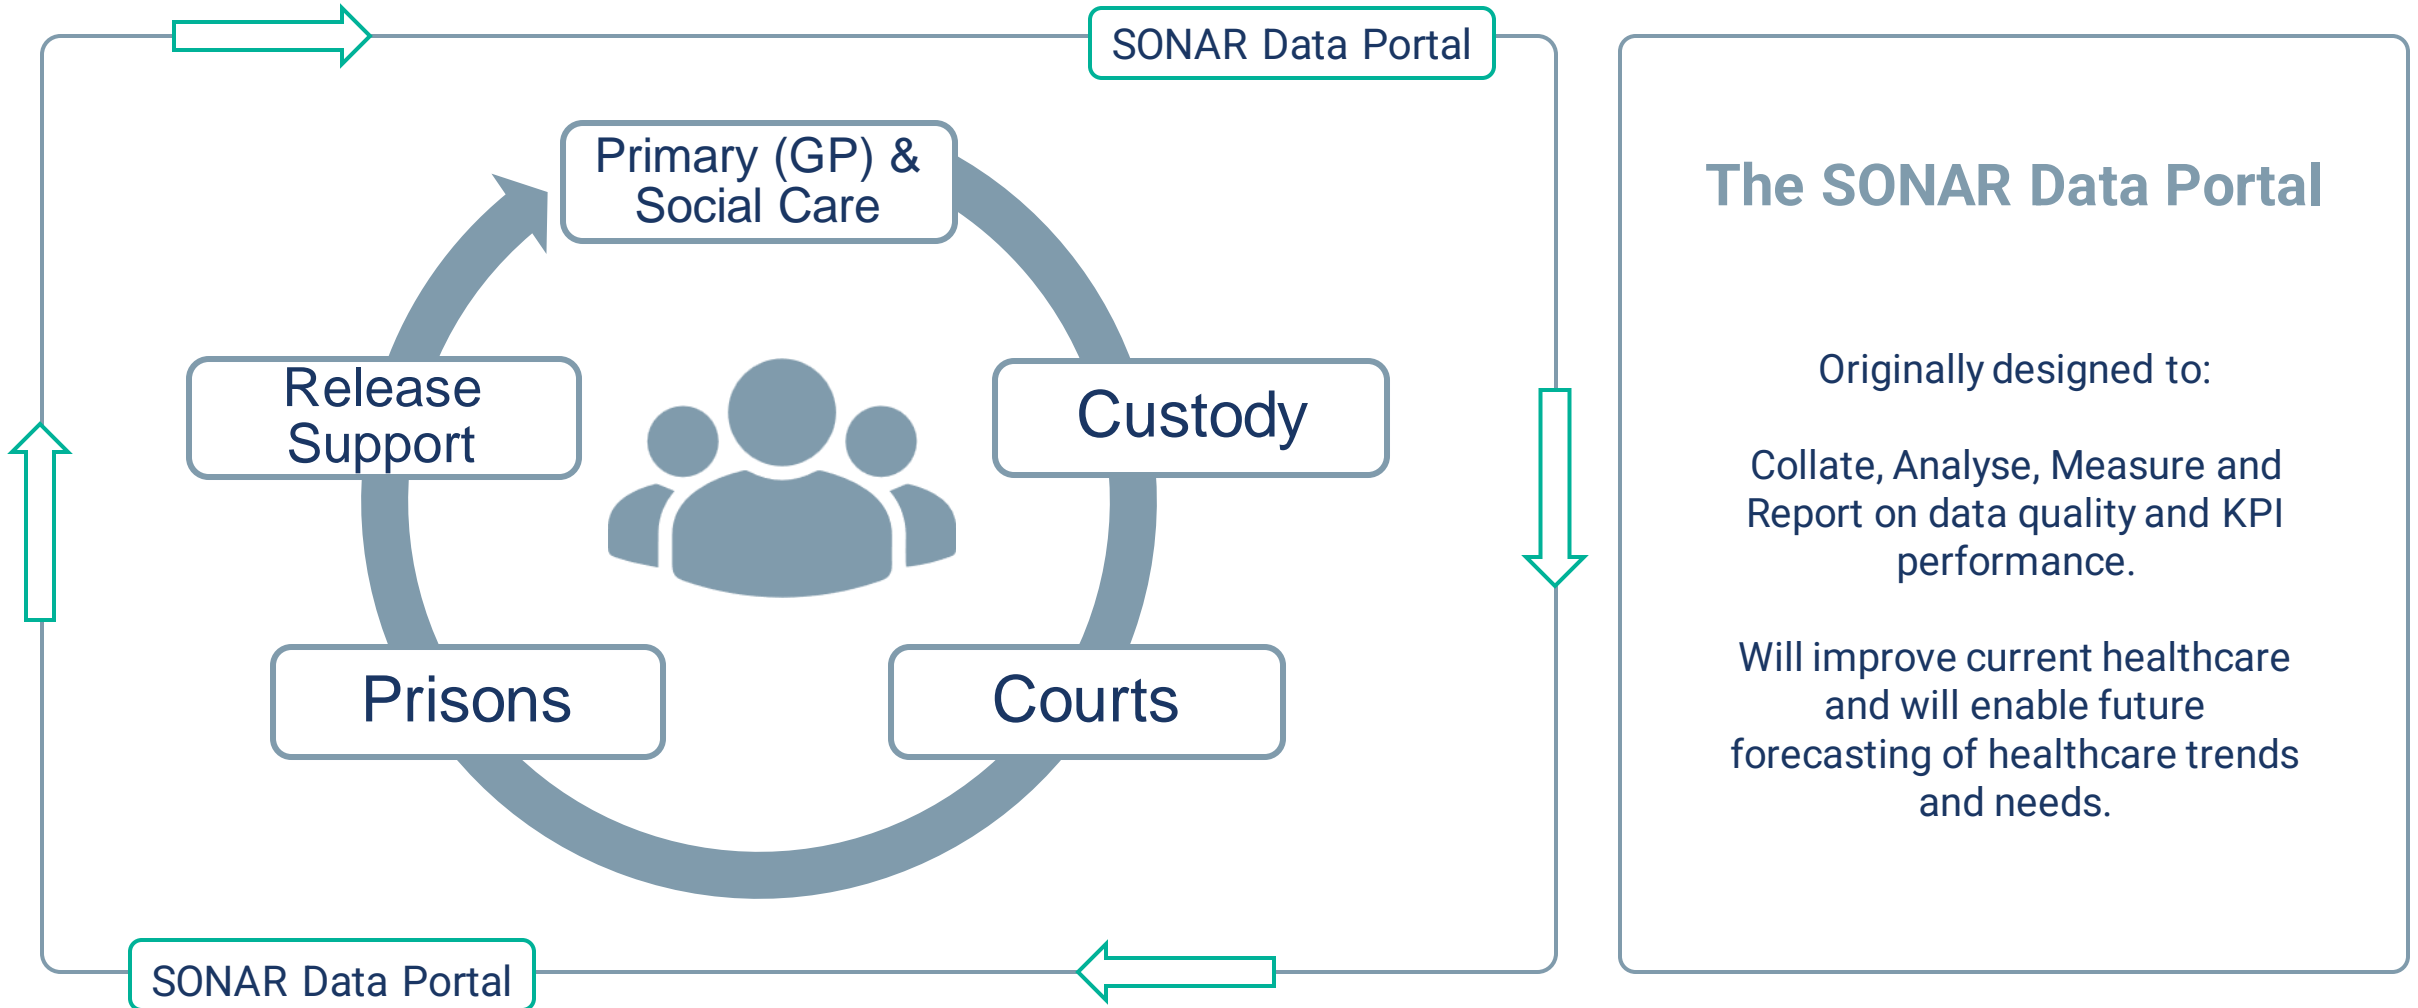 SONAR Data Portal
Primary (GP) &
Social Care
Release
Support
Custody
Prisons
Courts
SONAR Data Portal
The SONAR Data Portal
Originally designed to:
Collate, Analyse, Measure and
Report on data quality and KPI
performance.
Will improve current healthcare
and will enable future
forecasting of healthcare trends
and needs.